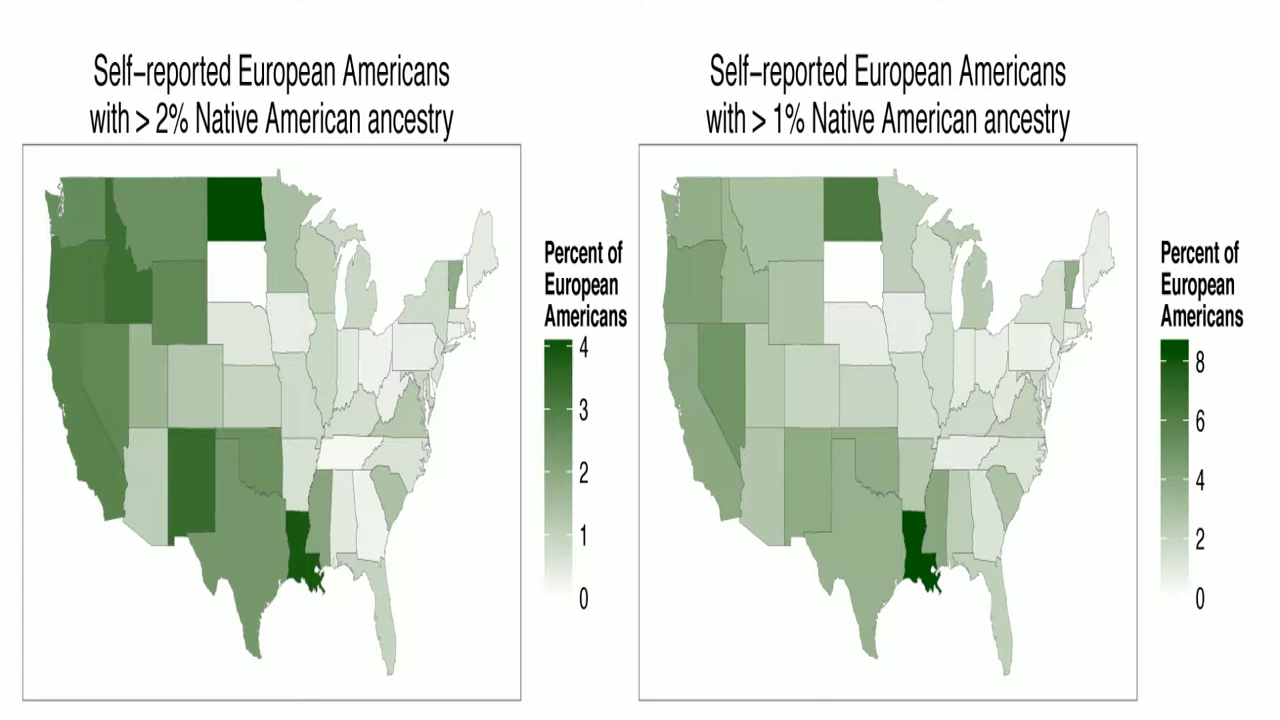 Self-reported European Americans
with > 2% Native American ancestry
Percent of
European
Americans
4
3
2
1
0
Self-reported European Americans
with > 1% Native American ancestry
Percent of
European
Americans
8
6
4
2
0